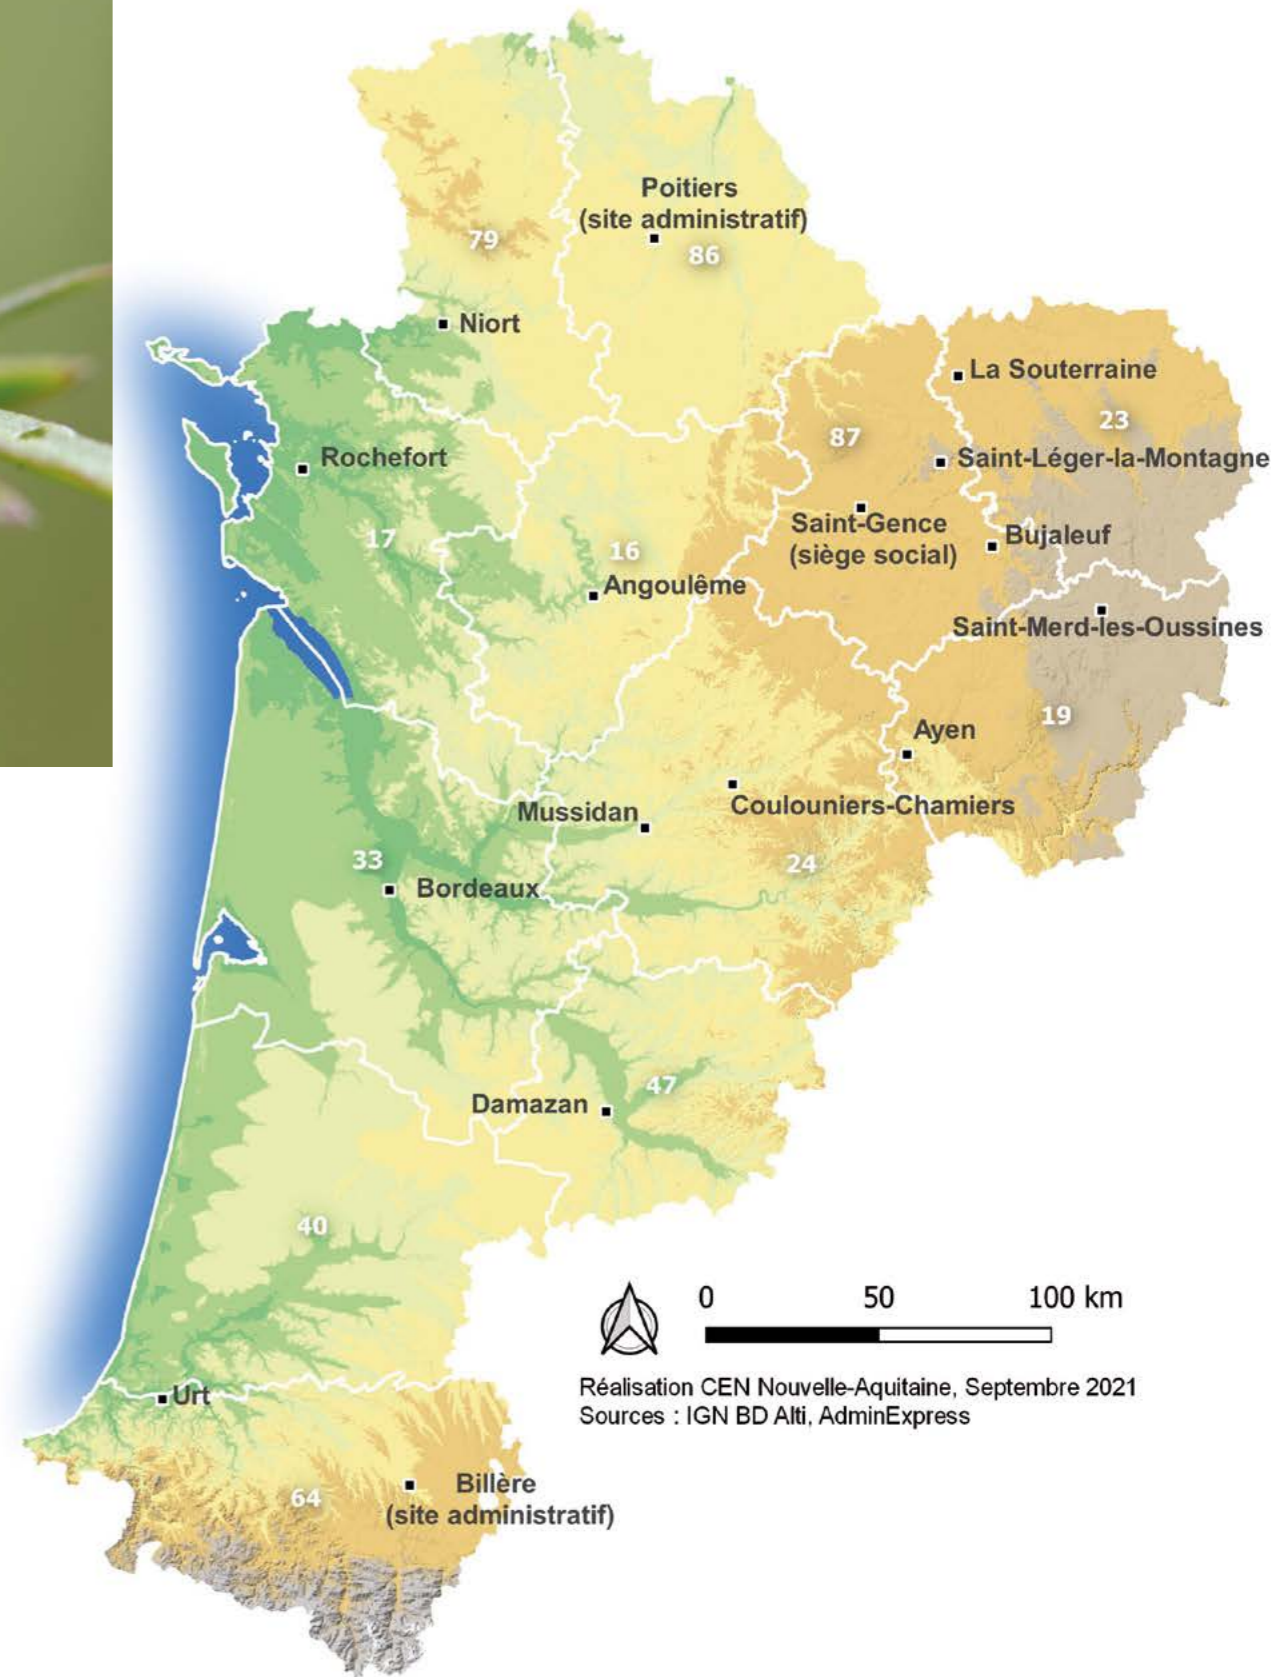 Poitiers
(site administratif)
79
86
Niort
La Souterraine
23
87
Rochefort
Saint-Léger-la-Montagne
Saint-Gence
(siège social)
Bujaleuf
17
16
Angoulême
Saint-Merd-les-Oussines
19
Ayen
Coulouniers-Chamiers
Mussidan
24
33
Bordeaux
47
Damazan
40
0 50 100 km
Réalisation CEN Nouvelle-Aquitaine, Septembre 2021
Sources : IGN BD Alti, AdminExpress
Urt
Billère
(site administratif)
64